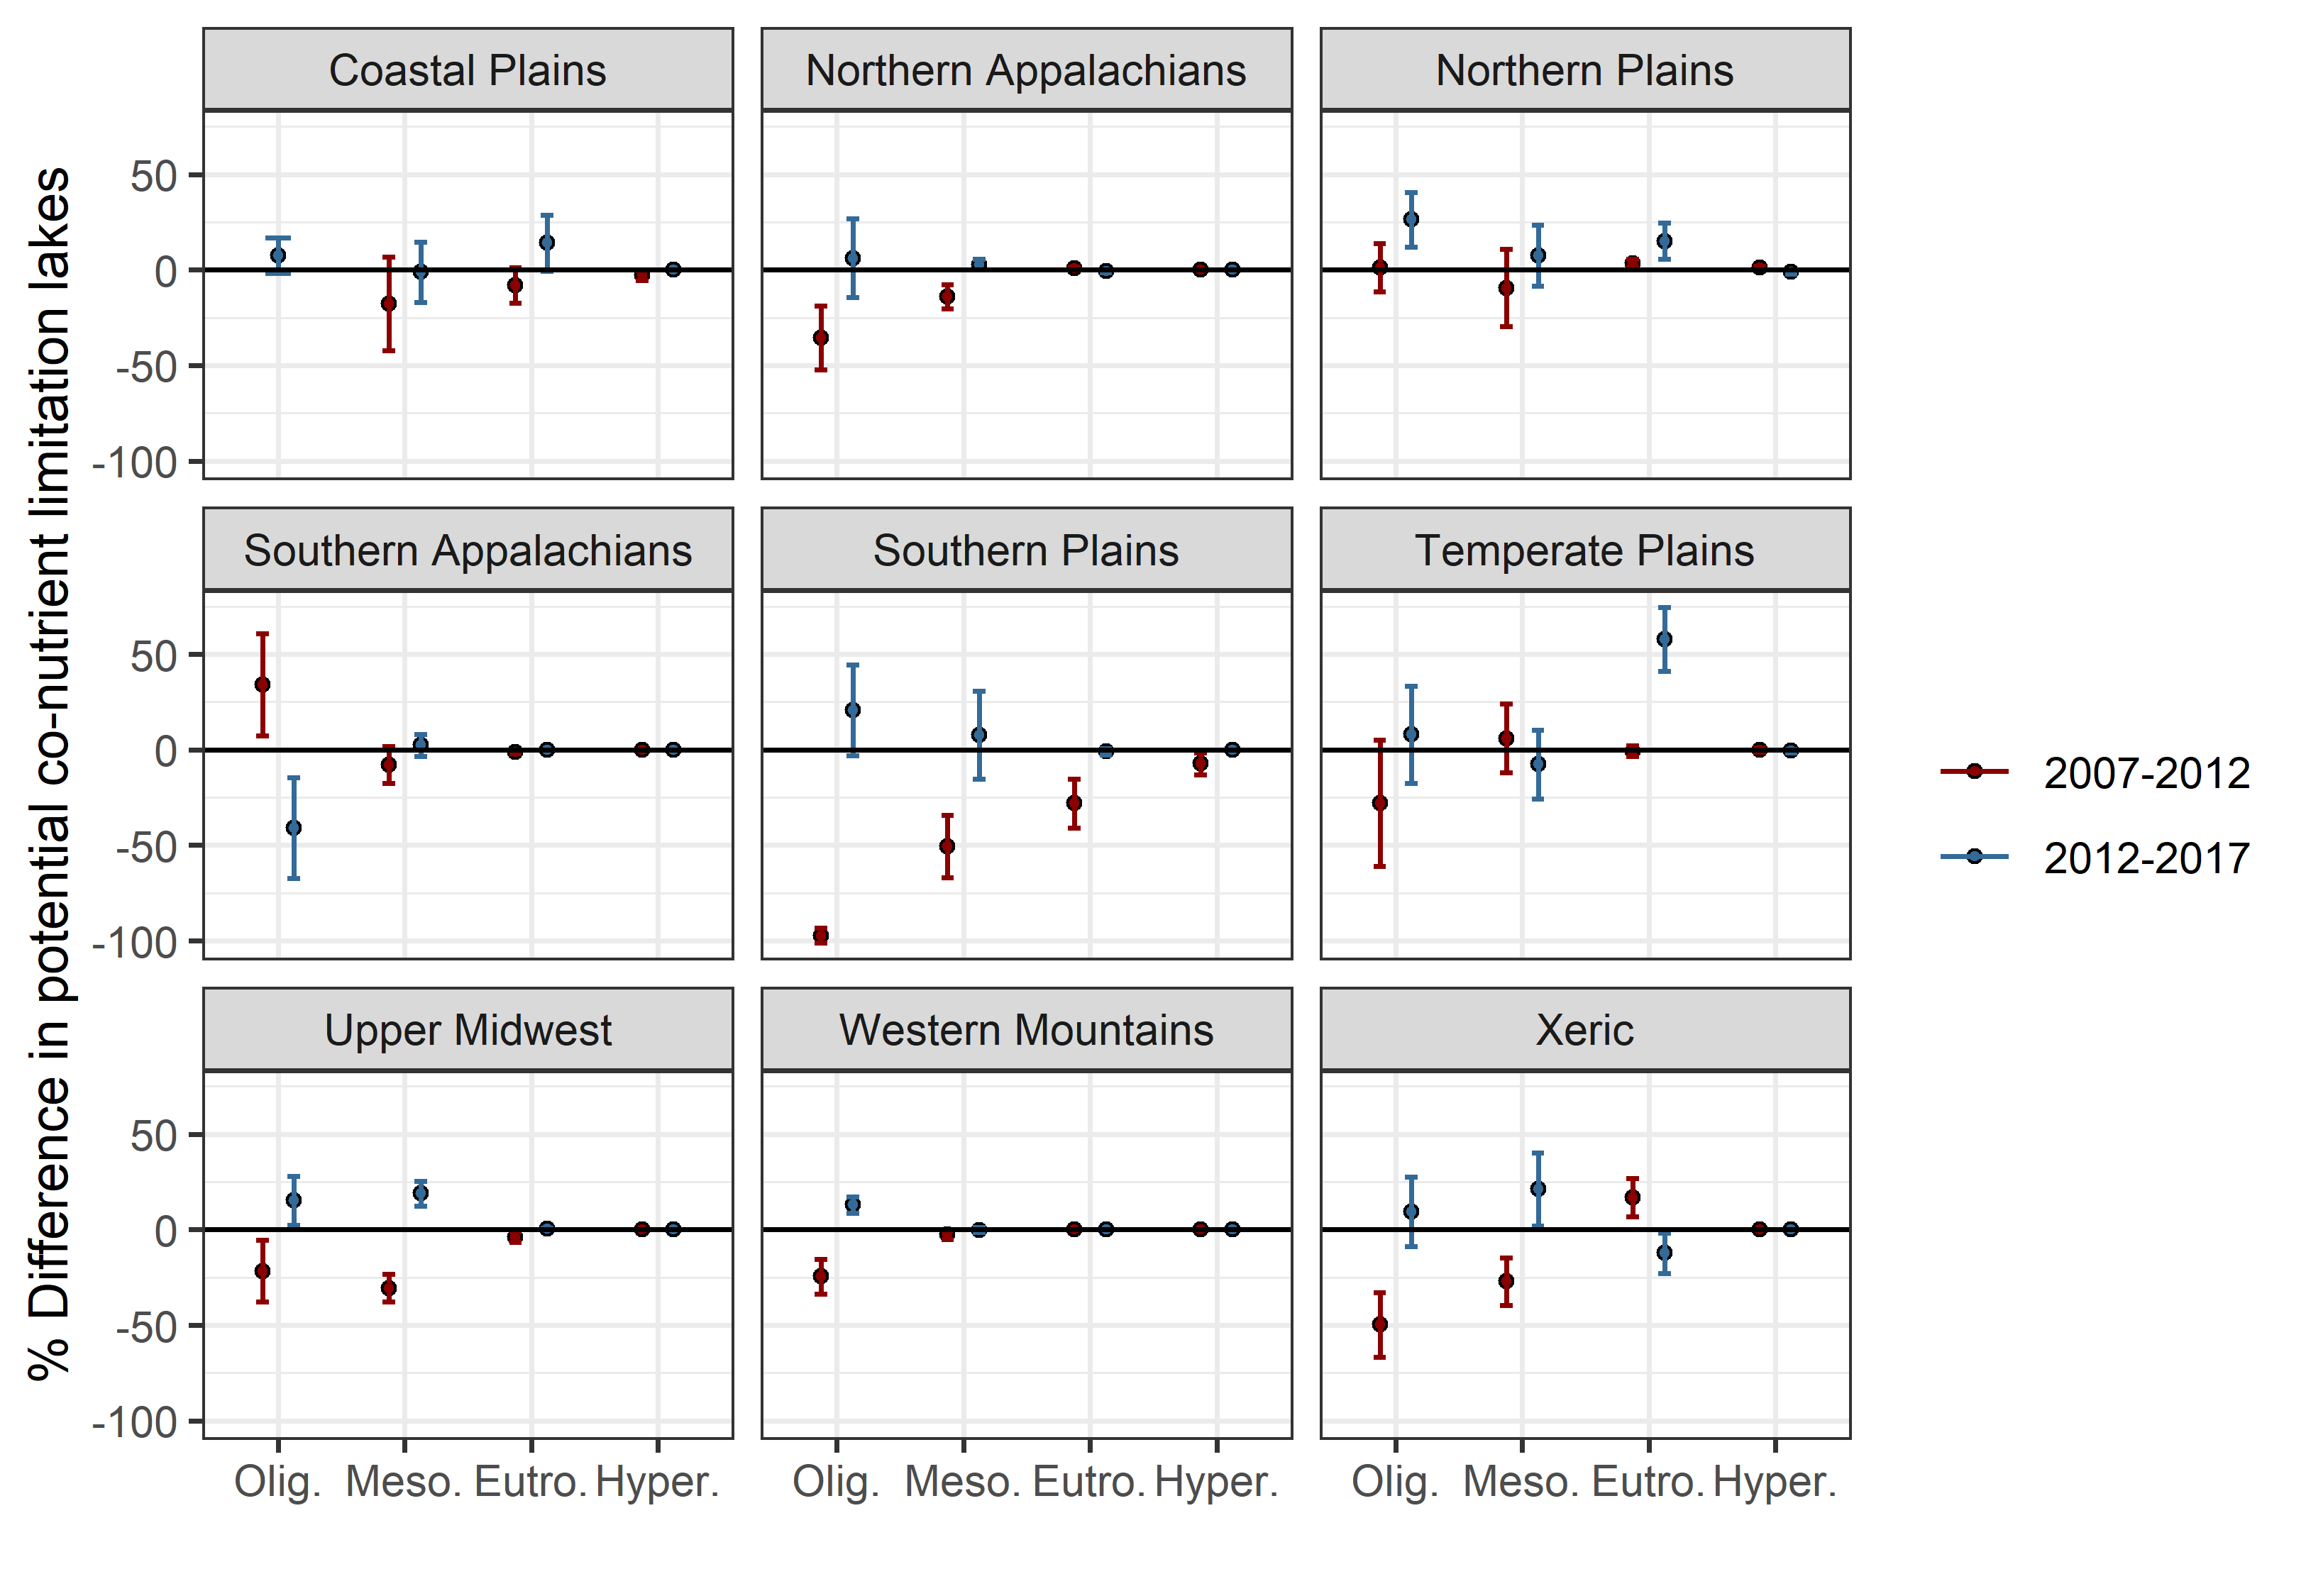 % Difference in potential co-nutrient limitation lakes
Coastal Plains
Northern Appalachians
Northern Plains
50
0
-50
-100
Southern Appalachians
Southern Plains
Temperate Plains
50
0
-50
-100
2007-2012
2012-2017
Upper Midwest
Western Mountains
Xeric
50
0
-50
-100
Olig. Meso. Eutro. Hyper.
Olig. Meso. Eutro. Hyper.
Olig. Meso. Eutro. Hyper.